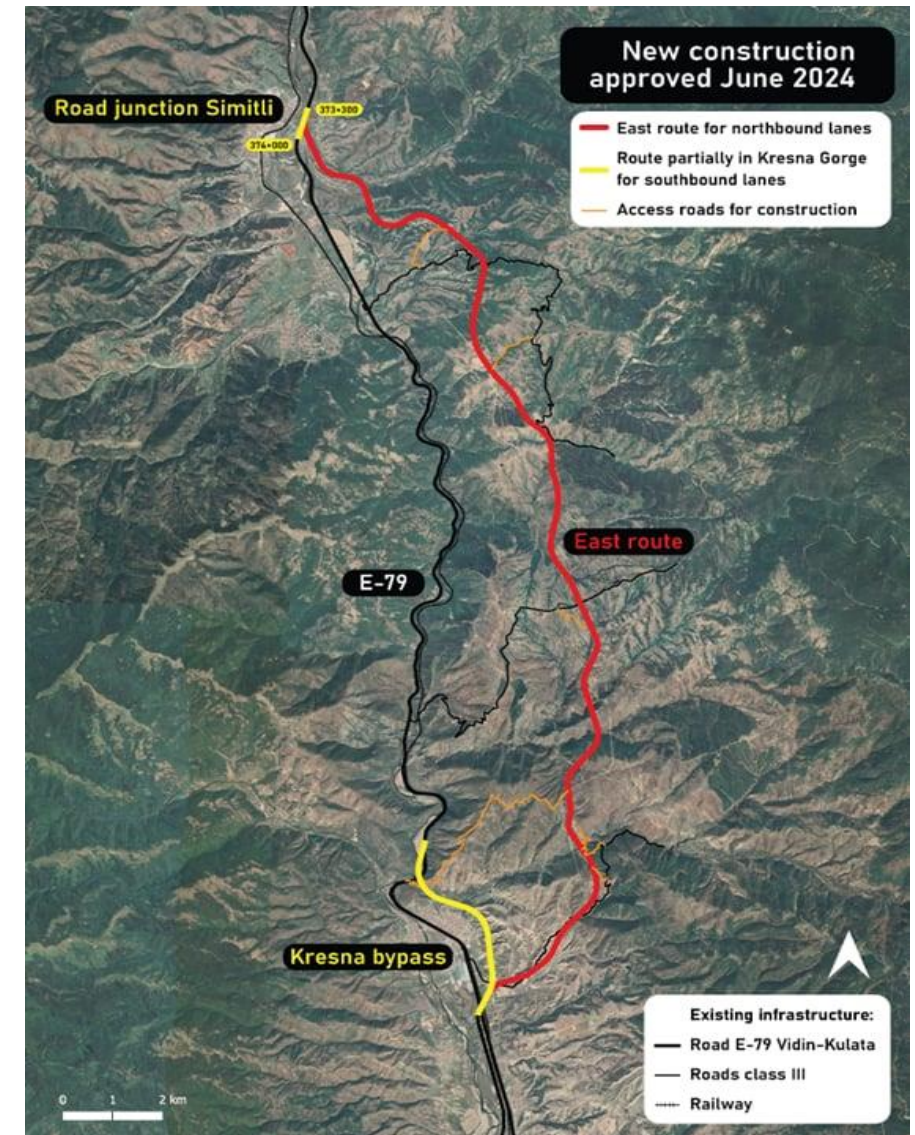 New construction
approved June 2024
East route for northbound lanes
Route partially in Kresna Gorge
for southbound lanes
Access roads for construction
Road junction Simitli
373+300
374+000
East route
E-79
Kresna bypass
Existing infrastructure:
Road E-79 Vidin-Kulata
Roads class III
Railway
0 1 2 km